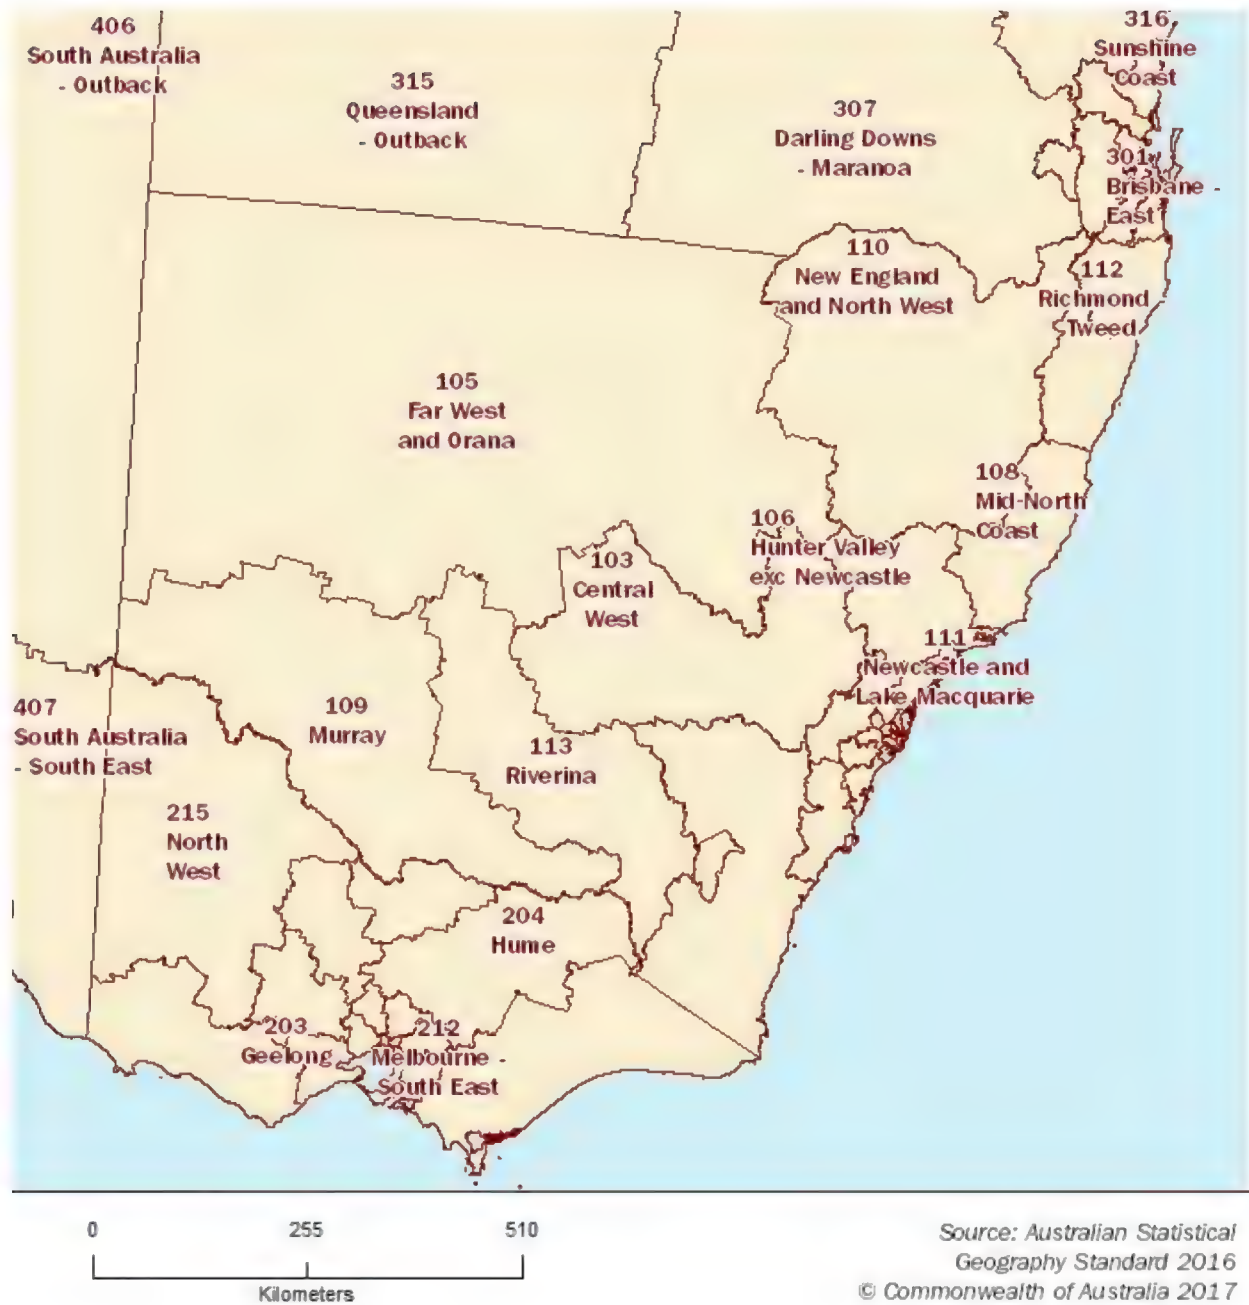 406
South Australia
- Outback
315
Queensland
- Outback
307
Darling Downs
- Maranoa
316
Sunshine
Coast
301
Brisbane -
East
110
New England
and North West
112
Richmond
Tweed
105
Far West
and Orana
108
Mid-North
Coast
106
Hunter Valley
exc Newcastle
103
Central
West
111
Newcastle and
Lake Macquarie
407
South Australia
- South East
109
Murray
113
Riverina
215
North
West
204
Hume
203
Geelong
212
Melbourne -
South East
0
255
510
Kilometers
Source: Australian Statistical
Geography Standard 2016
© Commonwealth of Australia 2017